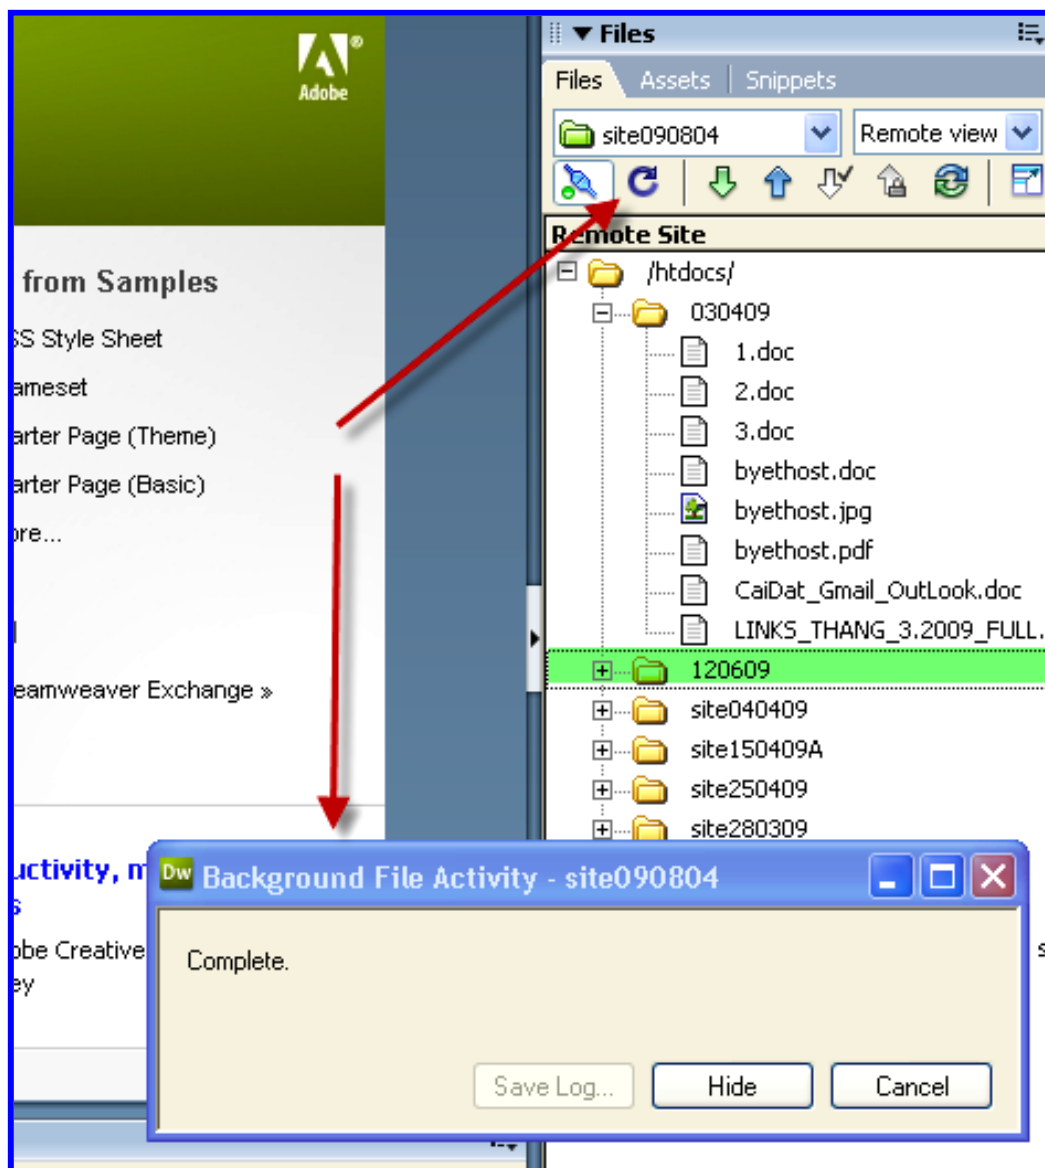 Adobe
from Samples
SS Style Sheet
ameset
arter Page (Theme)
arter Page (Basic)
ore...
eamweaver Exchange »
uctivity, m
s
obe Creative
ey
Files
Files Assets Snippets
site090804 Remote view
Remote Site
/htdocs/
030409
1.doc
2.doc
3.doc
byethost.doc
byethost.jpg
byethost.pdf
CaiDat_Gmail_OutLook.doc
LINKS_THANG_3.2009_FULL.
120609
site040409
site150409A
site250409
site280309
Dw Background File Activity - site090804
Complete.
Save Log... Hide Cancel